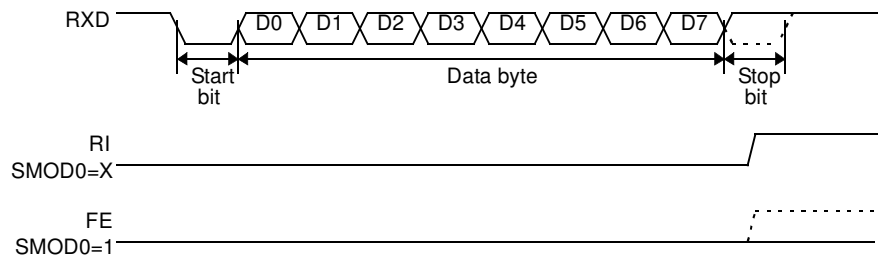 RXD D0 D1 D2 D3 D4 D5 D6 D7
Start bit
Data byte
Stop bit
RI
SMOD0=X
FE
SMOD0=1